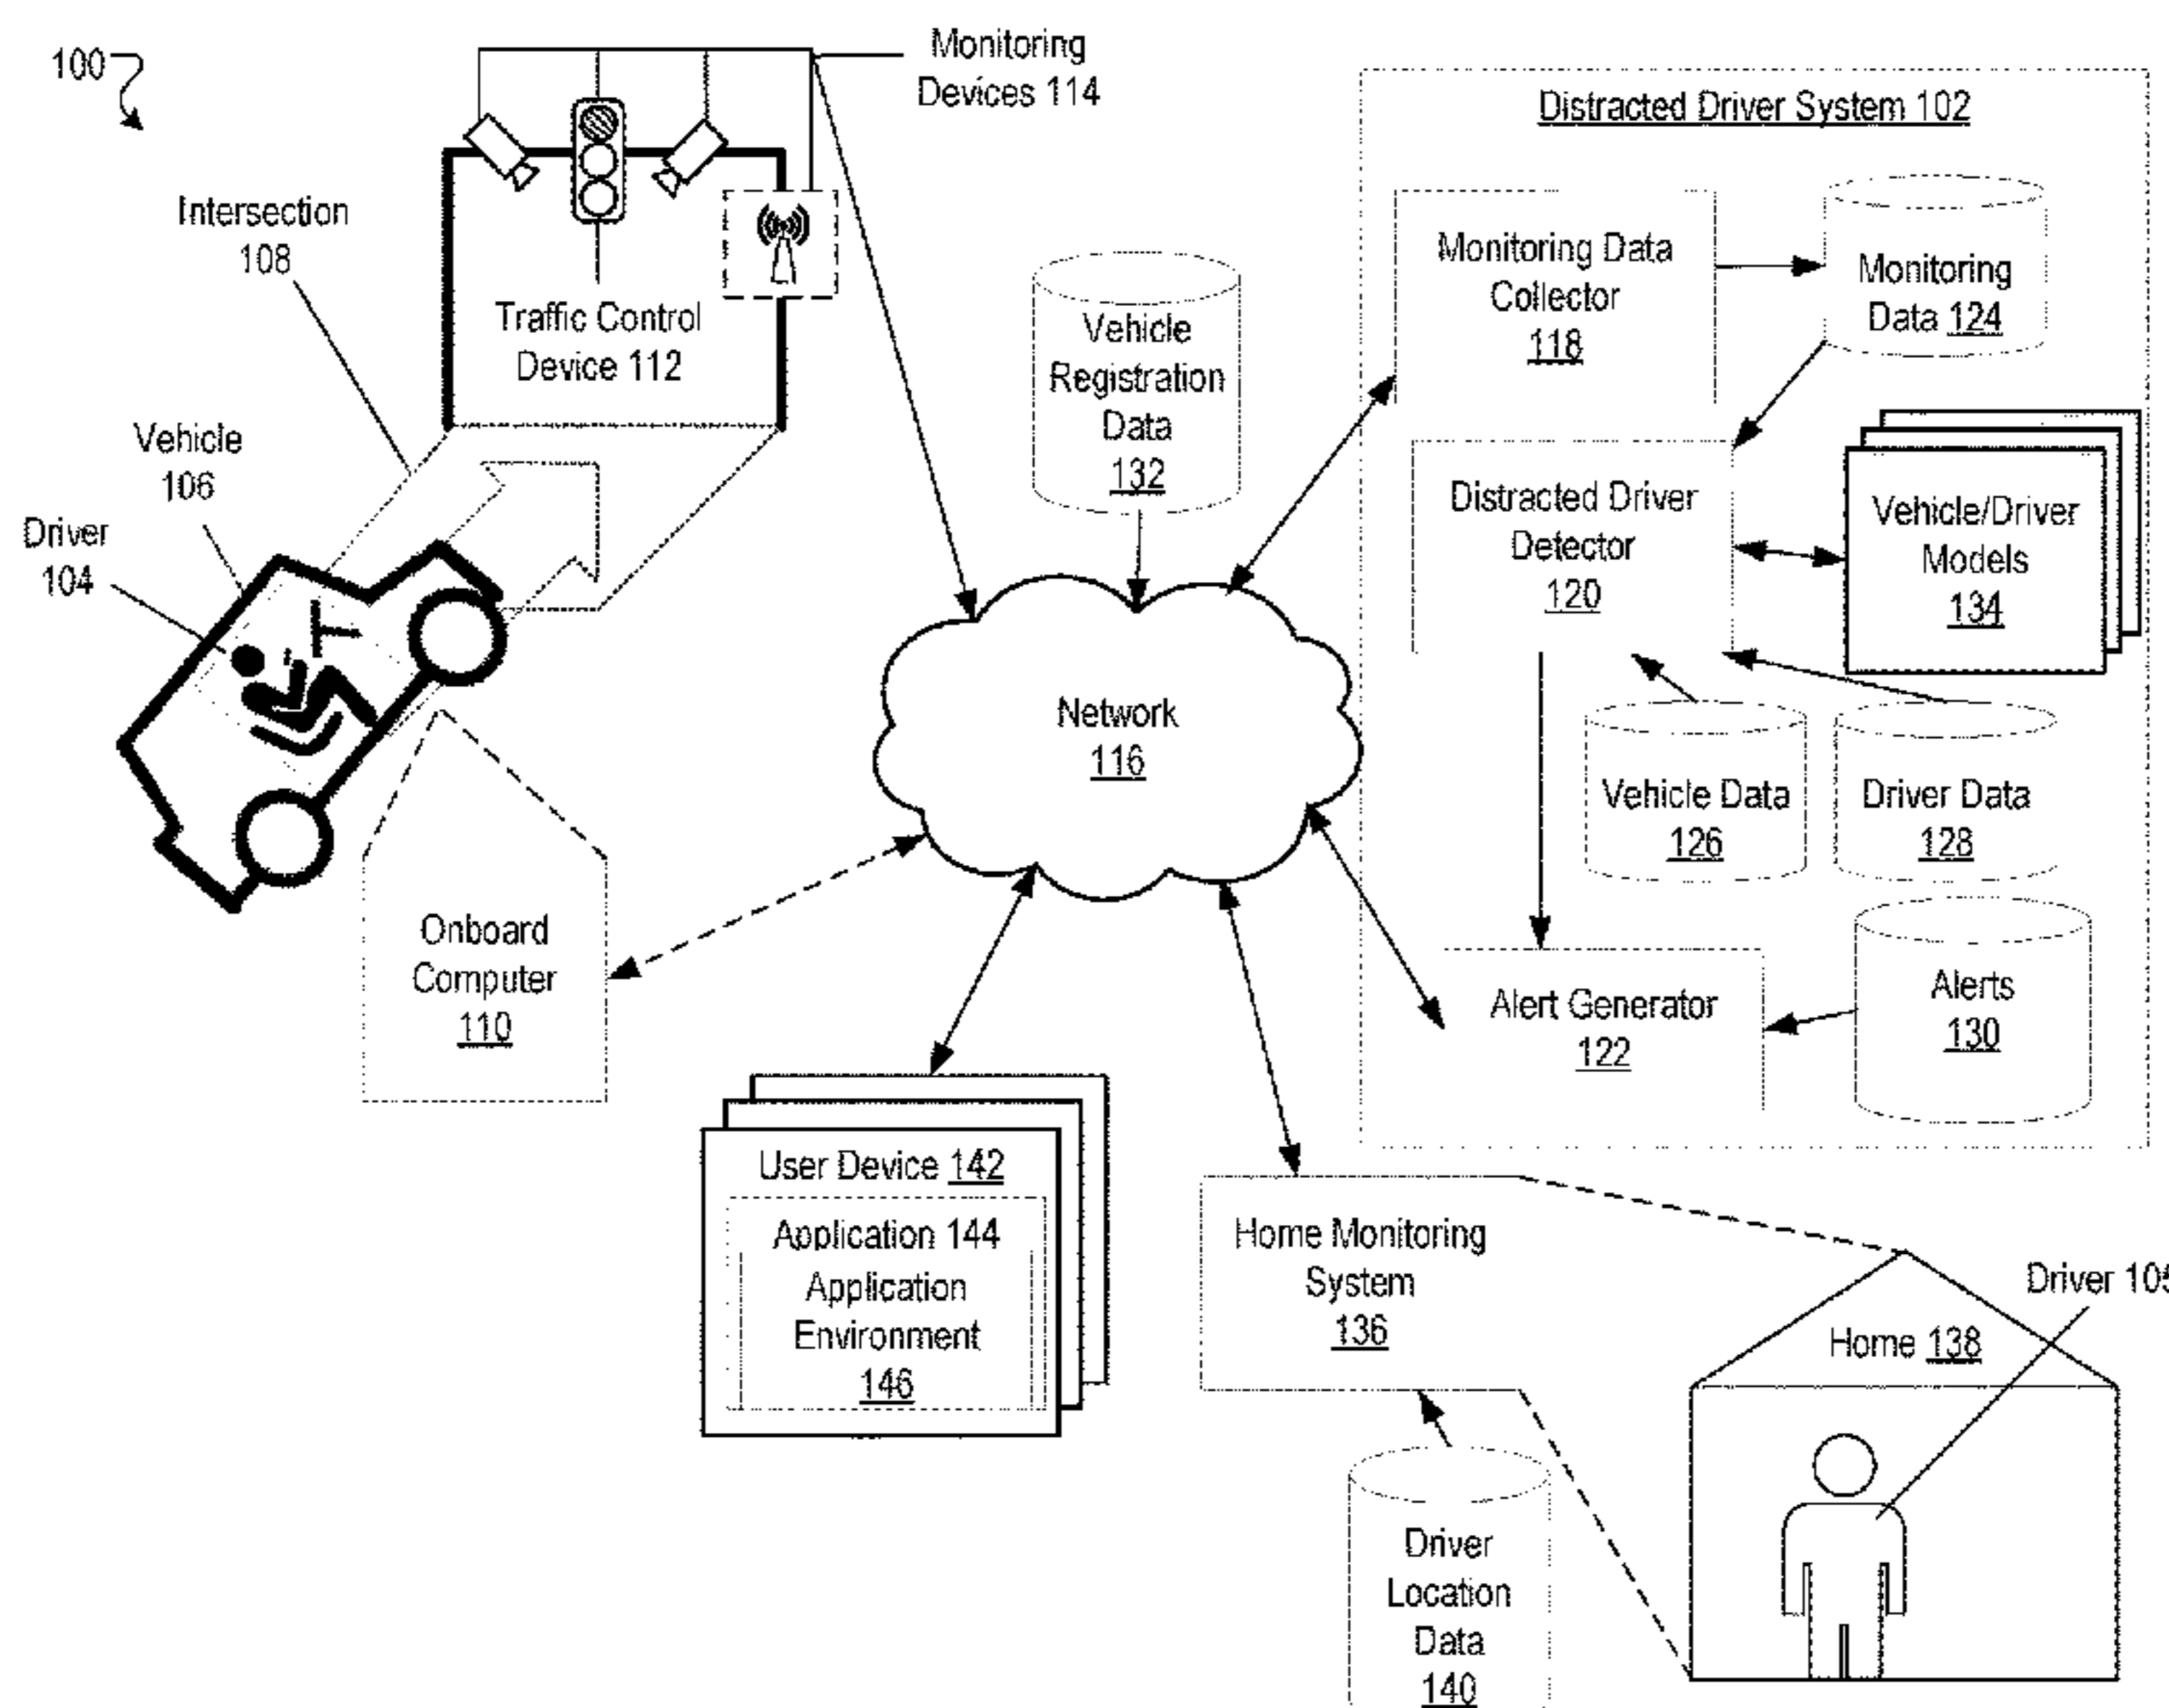 100
Monitoring
Devices 114
Distracted Driver System 102
Intersection
108
Traffic Control
Device 112
Vehicle
Registration
Data
132
Monitoring Data
Collector
118
Monitoring
Data 124
Vehicle
106
Driver
104
Distracted Driver
Detector
120
Vehicle/Driver
Models
134
Network
116
Vehicle Data
126
Driver Data
128
Onboard
Computer
110
Alert Generator
122
Alerts
130
User Device 142
Application 144
Application
Environment
146
Home Monitoring
System
136
Driver 105
Home 138
Driver
Location
Data
140